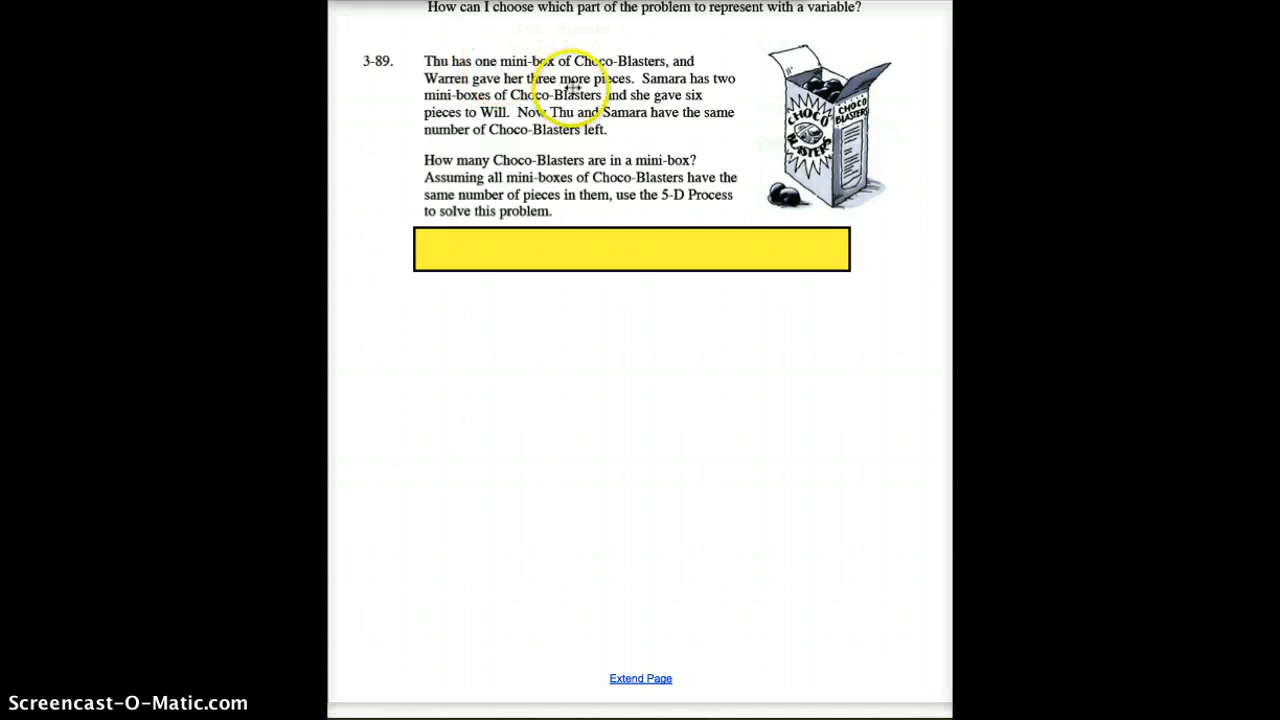 How can I choose which part of the problem to represent with a variable?
3-89. Thu has one mini-box of Choco-Blasters, and
Warren gave her three more pieces. Samara has two
mini-boxes of Choco-Blasters and she gave six
pieces to Will. Now Thu and Samara have the same
number of Choco-Blasters left.
How many Choco-Blasters are in a mini-box?
Assuming all mini-boxes of Choco-Blasters have the
same number of pieces in them, use the 5-D Process
to solve this problem.
CHOCO
BLASTERS
CHOCO
BLASTERS
Extend Page
Screencast-O-Matic.com